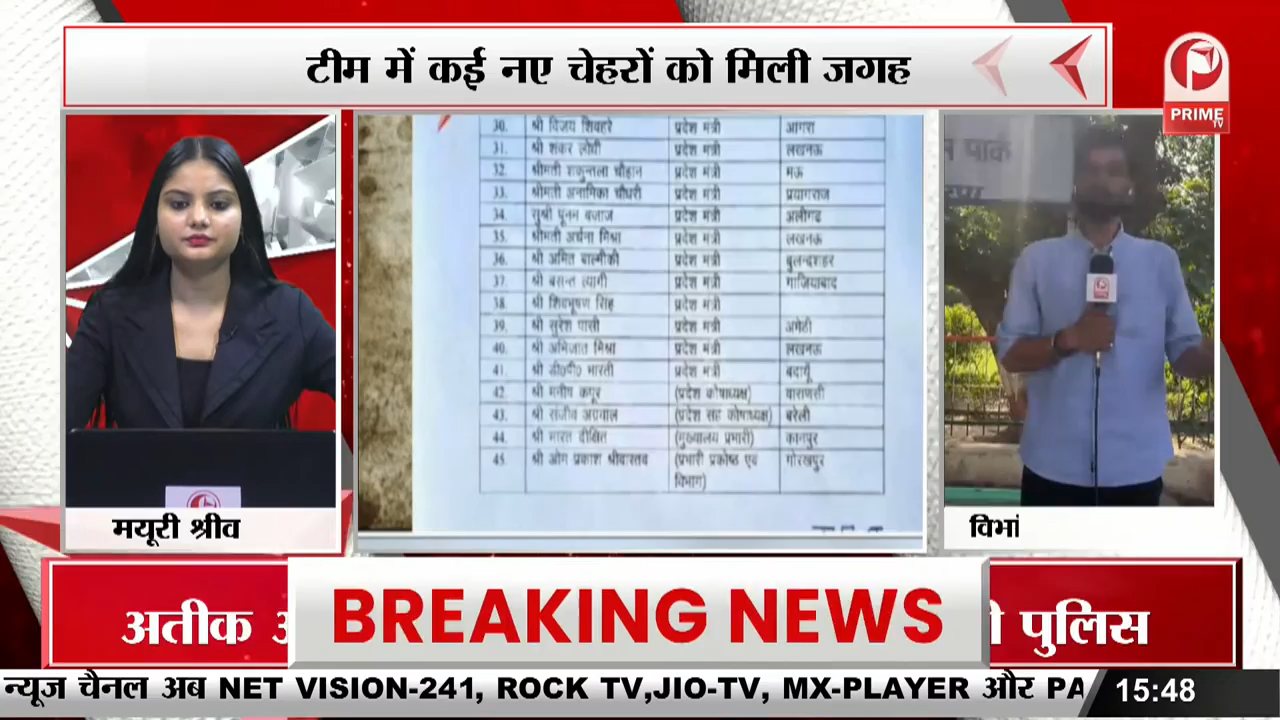 टीम में कई नए चेहरों को मिली जगह
PRIME
TV
न पार्क
30. श्री विजय शिवहरे प्रदेश मंत्री आगरा
31. श्री शंकर लोधी प्रदेश मंत्री लखनऊ
32. श्रीमती शकुन्तला चौहान प्रदेश मंत्री मऊ
33. श्रीमती अनामिका चौधरी प्रदेश मंत्री प्रयागराज
34. सुश्री पूनम बजाज प्रदेश मंत्री अलीगढ
35. श्रीमती अर्चना मिश्रा प्रदेश मंत्री लखनऊ
36. श्री अमित वाल्मीकी प्रदेश मंत्री बुलन्दशहर
37. श्री बसन्त त्यागी प्रदेश मंत्री गाजियाबाद
38. श्री शिवभूषण सिंह प्रदेश मंत्री
39. श्री सुरेश पासी प्रदेश मंत्री अमेठी
40. श्री अभिजात मिश्रा प्रदेश मंत्री लखनऊ
41. श्री डी0पी0 भारती प्रदेश मंत्री बदायूँ
42. श्री मनीष कपूर (प्रदेश कोषाध्यक्ष) वाराणसी
43. श्री संजीव अग्रवाल (प्रदेश सह कोषाध्यक्ष) बरेली
44. श्री भारत दीक्षित (मुख्यालय प्रभारी) कानपुर
45. श्री ओम प्रकाश श्रीवास्तव (प्रभारी प्रकोष्ठ एवं गोरखपुर
विभाग)
मयूरी श्रीव
विभां
अतीक
BREAKING NEWS
पुलिस
न्यूज चैनल अब NET VISION-241, ROCK TV,JIO-TV, MX-PLAYER और PA
15:48